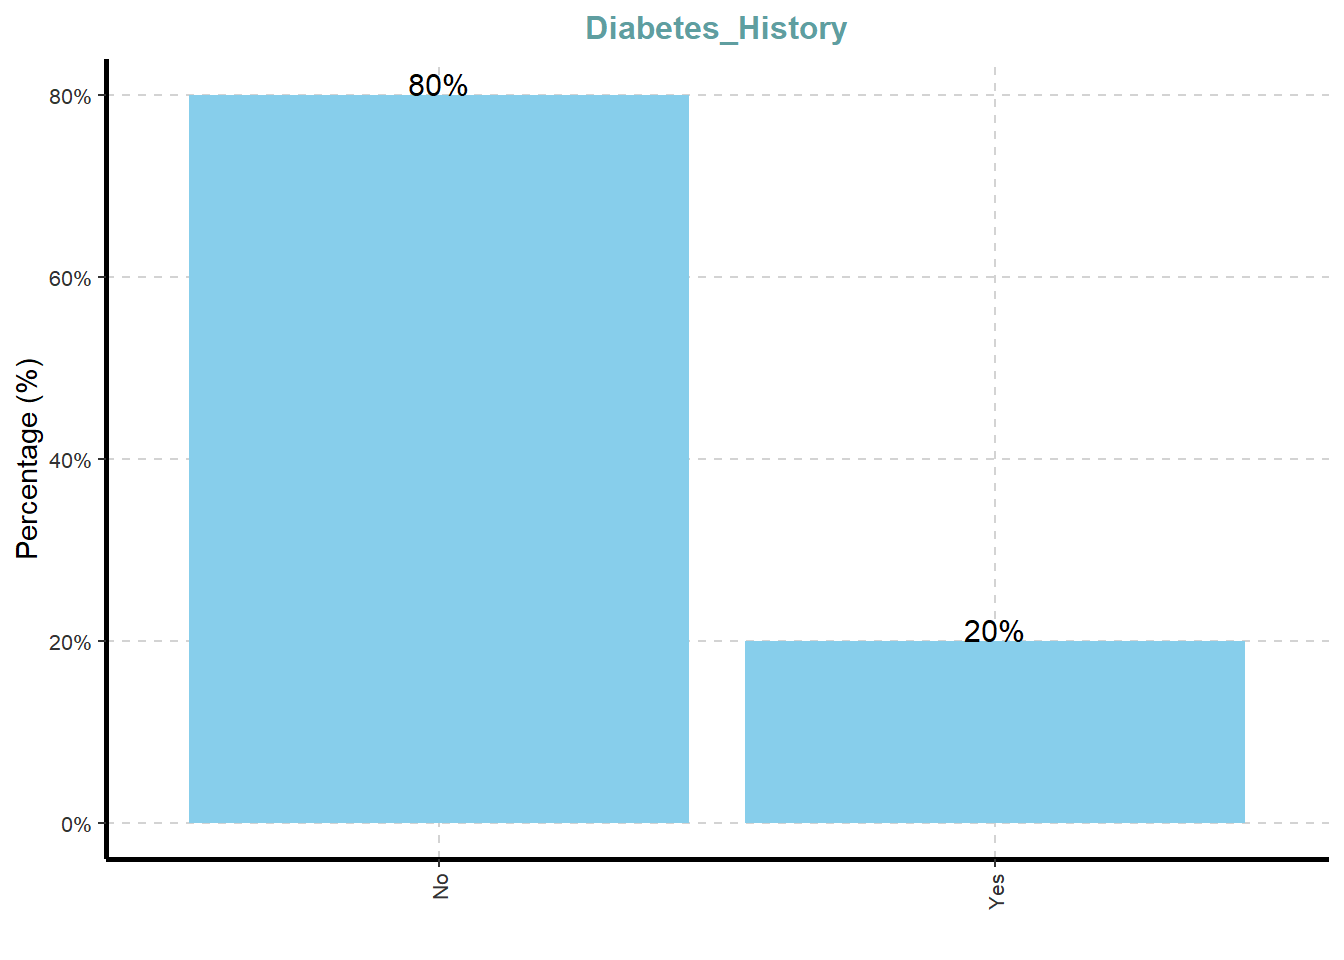 Diabetes_History
Percentage (%)
80%
60%
40%
20%
0%
80%
20%
No
Yes